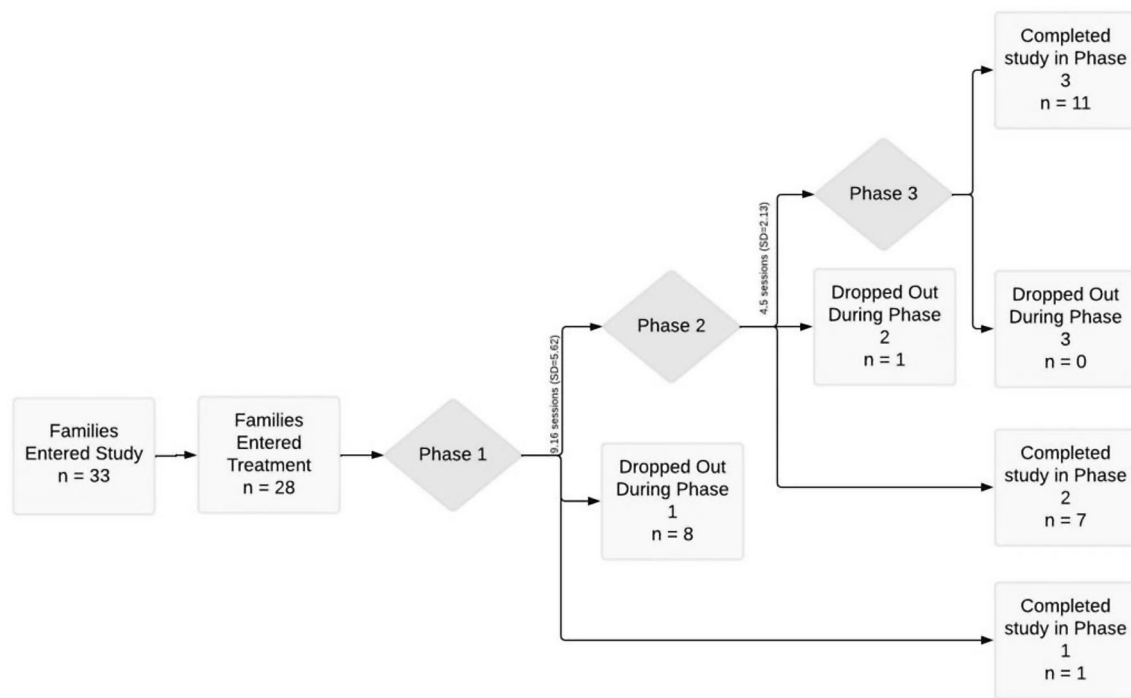 Families
Entered Study
n = 33
Families
Entered
Treatment
n = 28
Phase 1
9.16 sessions (SD=5.62)
Phase 2
4.5 sessions (SD=2.13)
Phase 3
Completed
study in Phase
3
n = 11
Dropped Out
During Phase
3
n = 0
Dropped Out
During Phase
2
n = 1
Completed
study in Phase
2
n = 7
Dropped Out
During Phase
1
n = 8
Completed
study in Phase
1
n = 1